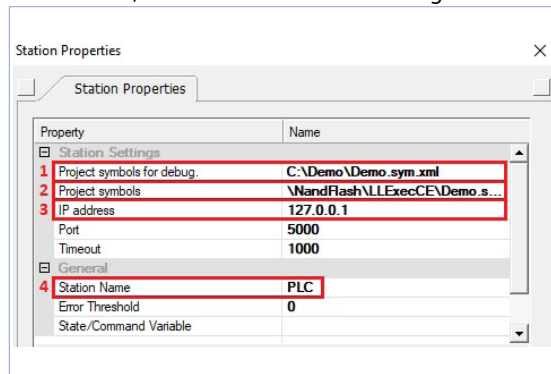 Station Properties
Station Properties
Property Name
Station Settings
1 Project symbols for debug. C:\Demo\Demo.sym.xml
2 Project symbols \NandFlash\LLExecCE\Demo.s...
3 IP address 127.0.0.1
Port 5000
Timeout 1000
General
4 Station Name PLC
Error Threshold 0
State/Command Variable